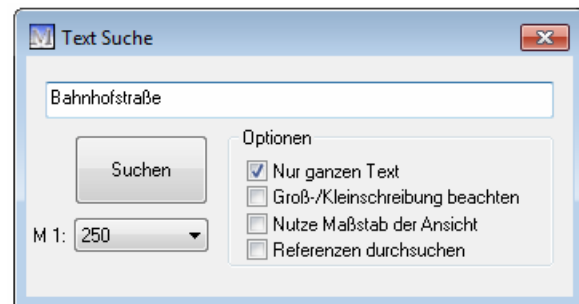 M Text Suche
Bahnhofstraße
Suchen
M 1: 250
Optionen
Nur ganzen Text
Groß-/Kleinschreibung beachten
Nutze Maßstab der Ansicht
Referenzen durchsuchen